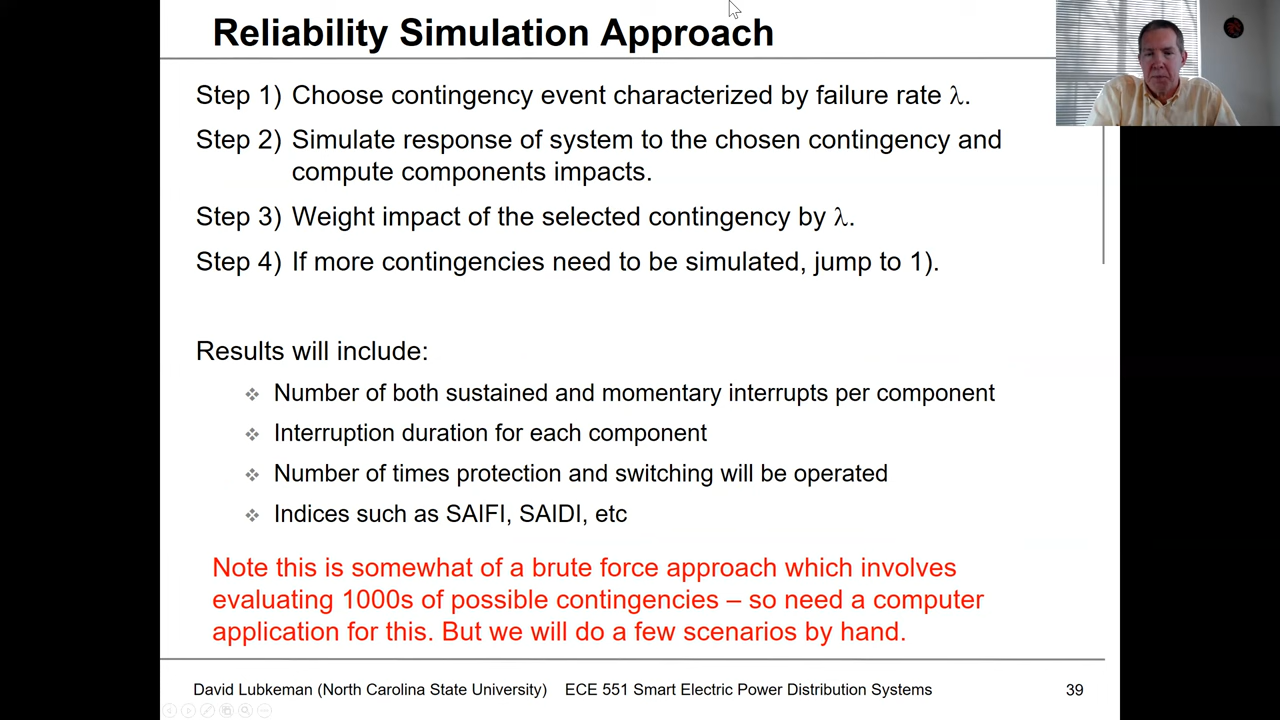 Reliability Simulation Approach
Step 1) Choose contingency event characterized by failure rate λ.
Step 2) Simulate response of system to the chosen contingency and
compute components impacts.
Step 3) Weight impact of the selected contingency by λ.
Step 4) If more contingencies need to be simulated, jump to 1).
Results will include:
❖ Number of both sustained and momentary interrupts per component
❖ Interruption duration for each component
❖ Number of times protection and switching will be operated
❖ Indices such as SAIFI, SAIDI, etc
Note this is somewhat of a brute force approach which involves
evaluating 1000s of possible contingencies – so need a computer
application for this. But we will do a few scenarios by hand.
David Lubkeman (North Carolina State University) ECE 551 Smart Electric Power Distribution Systems 39